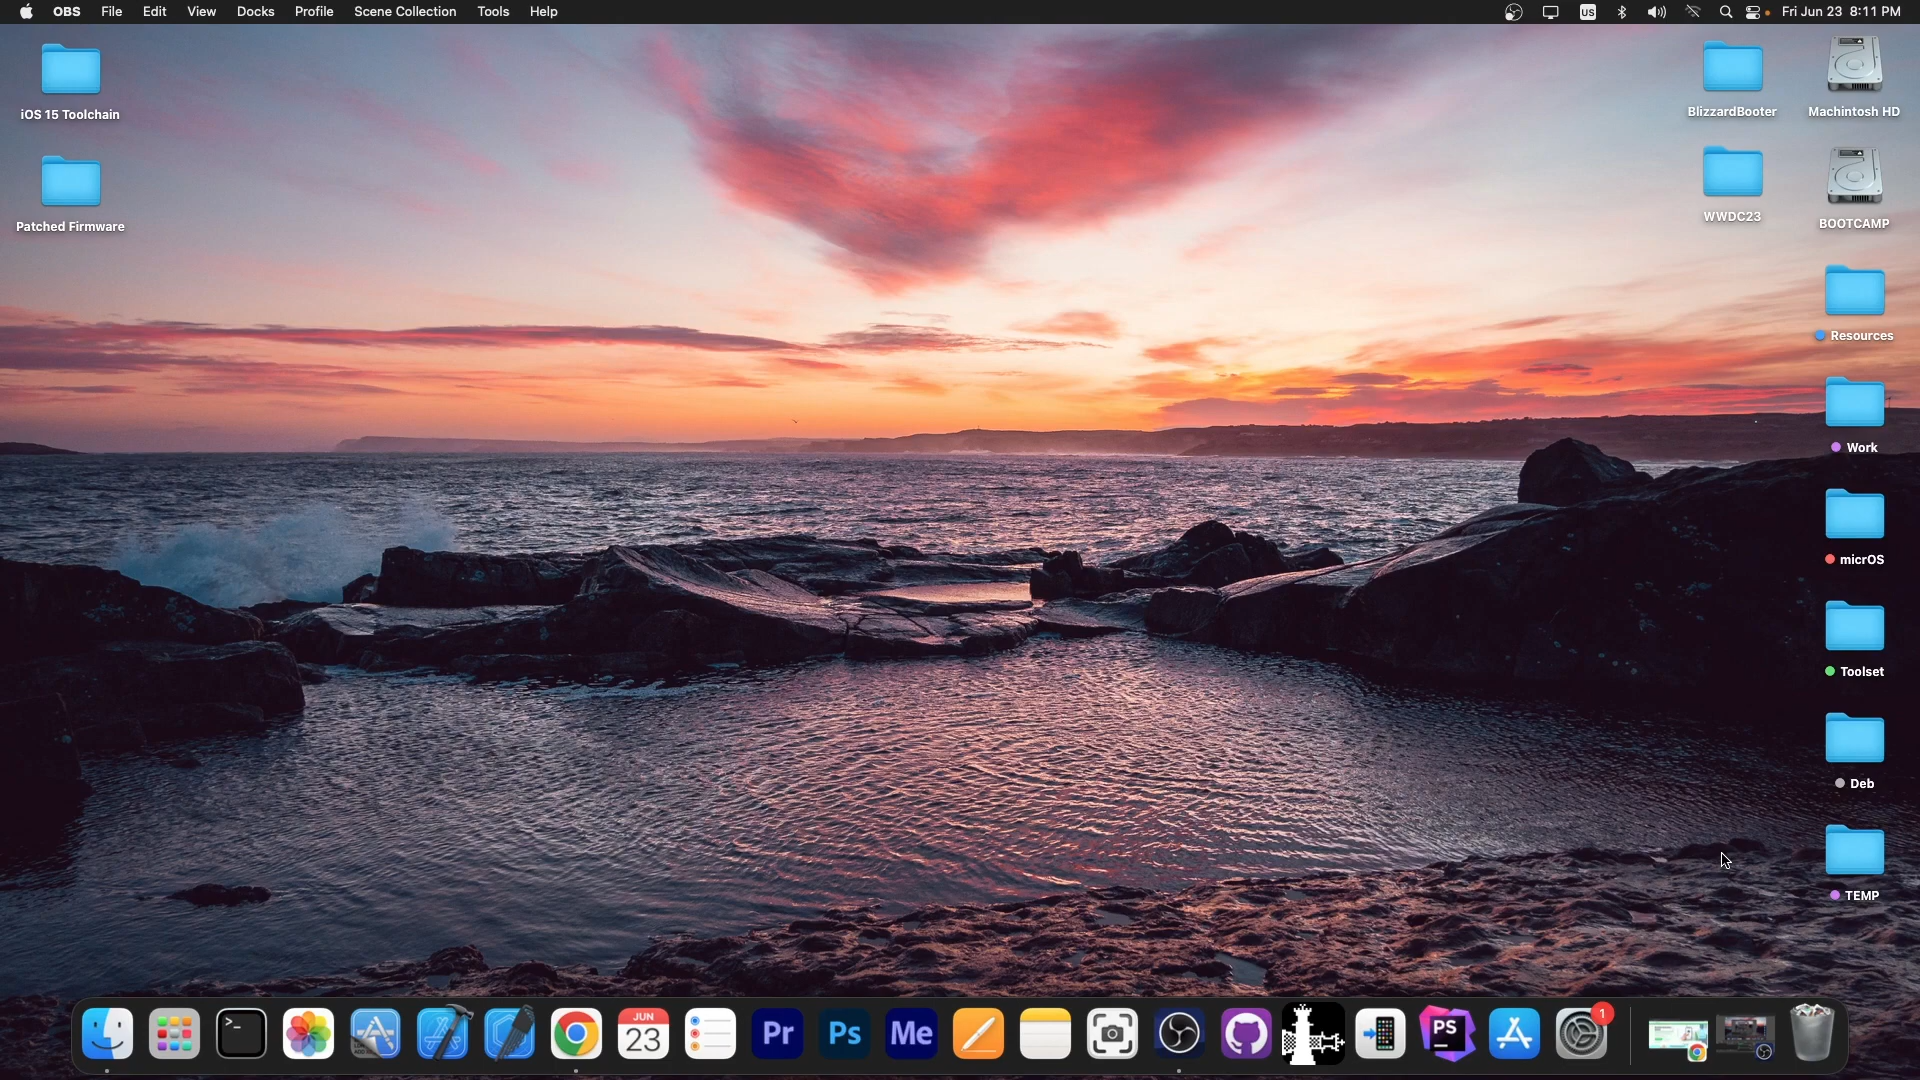 OBS File Edit View Docks Profile Scene Collection Tools Help US Fri Jun 23 8:11 PM
iOS 15 Toolchain
Patched Firmware
BlizzardBooter
Machintosh HD
WWDC23
BOOTCAMP
Resources
Work
micrOS
Toolset
Deb
TEMP
>_
JUN
23
Pr
Ps
Me
PS
1